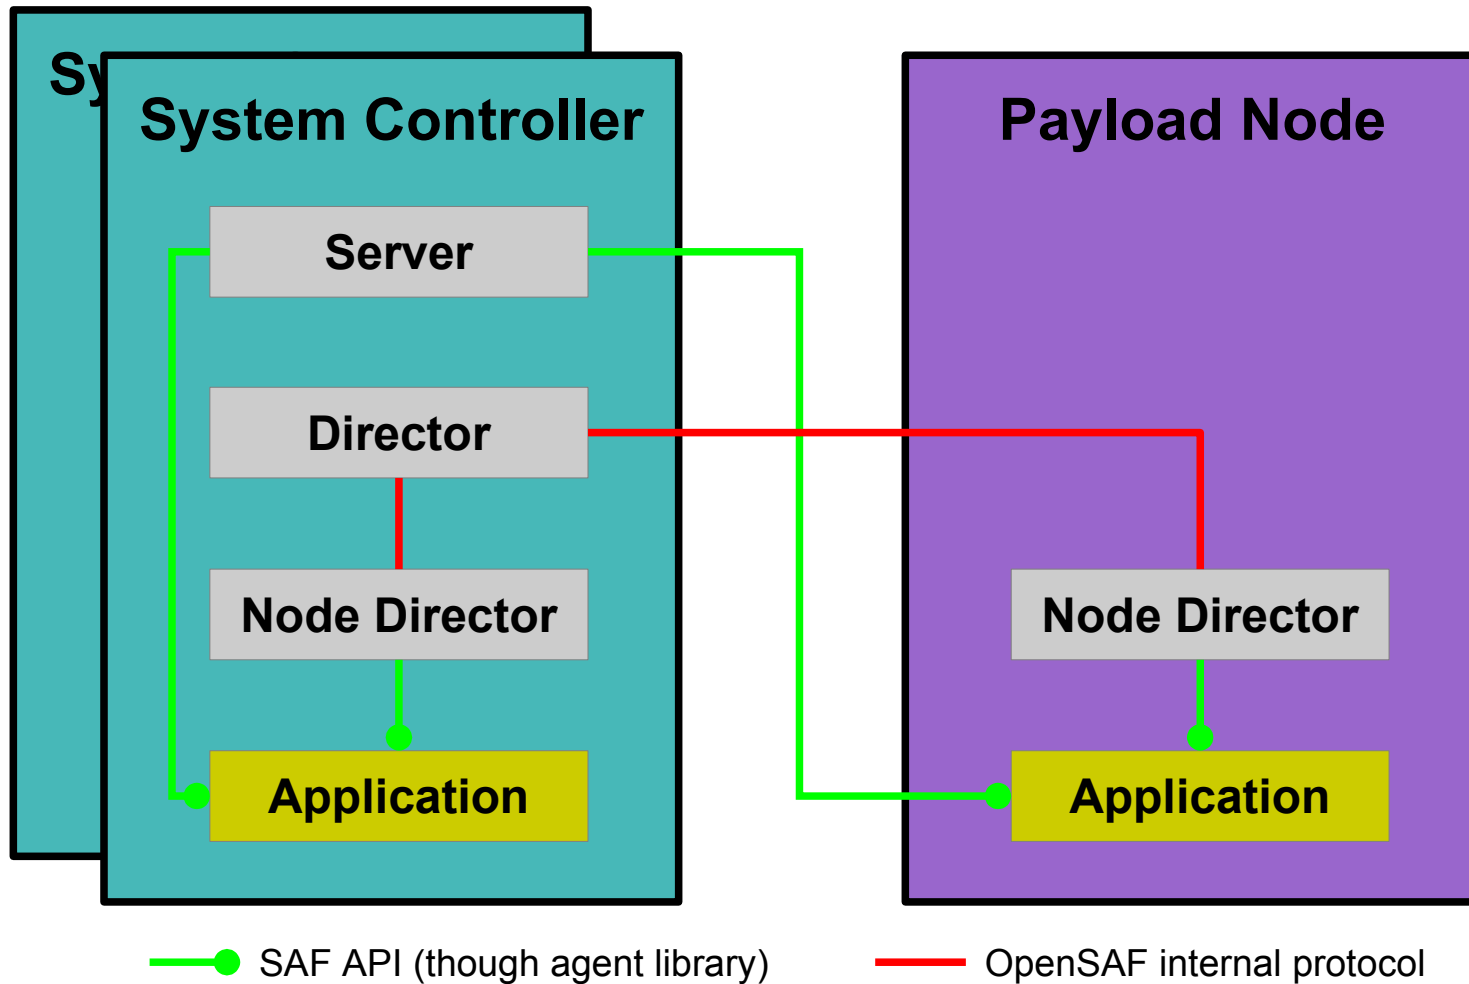 Sy
System Controller
Payload Node
Server
Director
Node Director
Node Director
Application
Application
SAF API (though agent library)
OpenSAF internal protocol